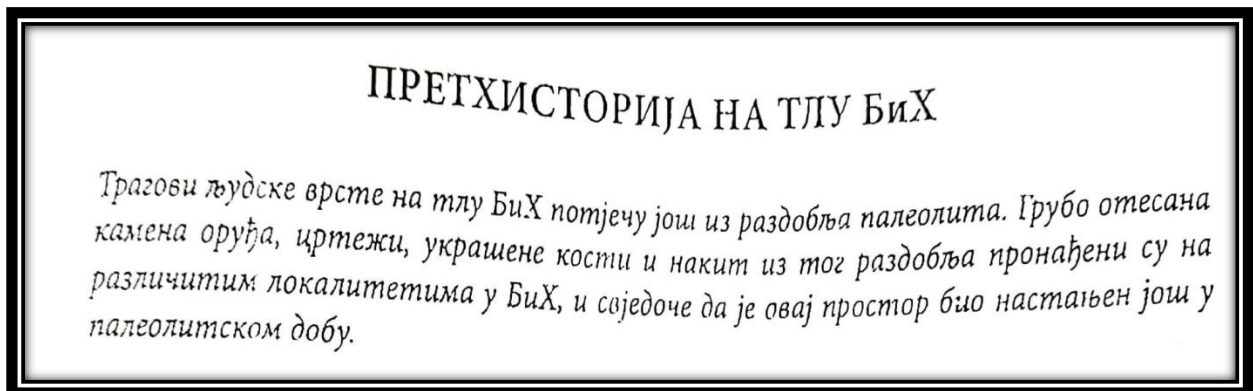 ПРЕТХИСТОРИЈА НА ТЛУ БиХ
Трагови људске врсте на тлу БиХ потјечу још из раздобља палеолита. Грубо отесана
камена оруђа, цртежи, украшене кости и накит из тог раздобља пронађени су на
различитим локалитетима у БиХ, и свједоче да је овај простор био настањен још у
палеолитском добу.